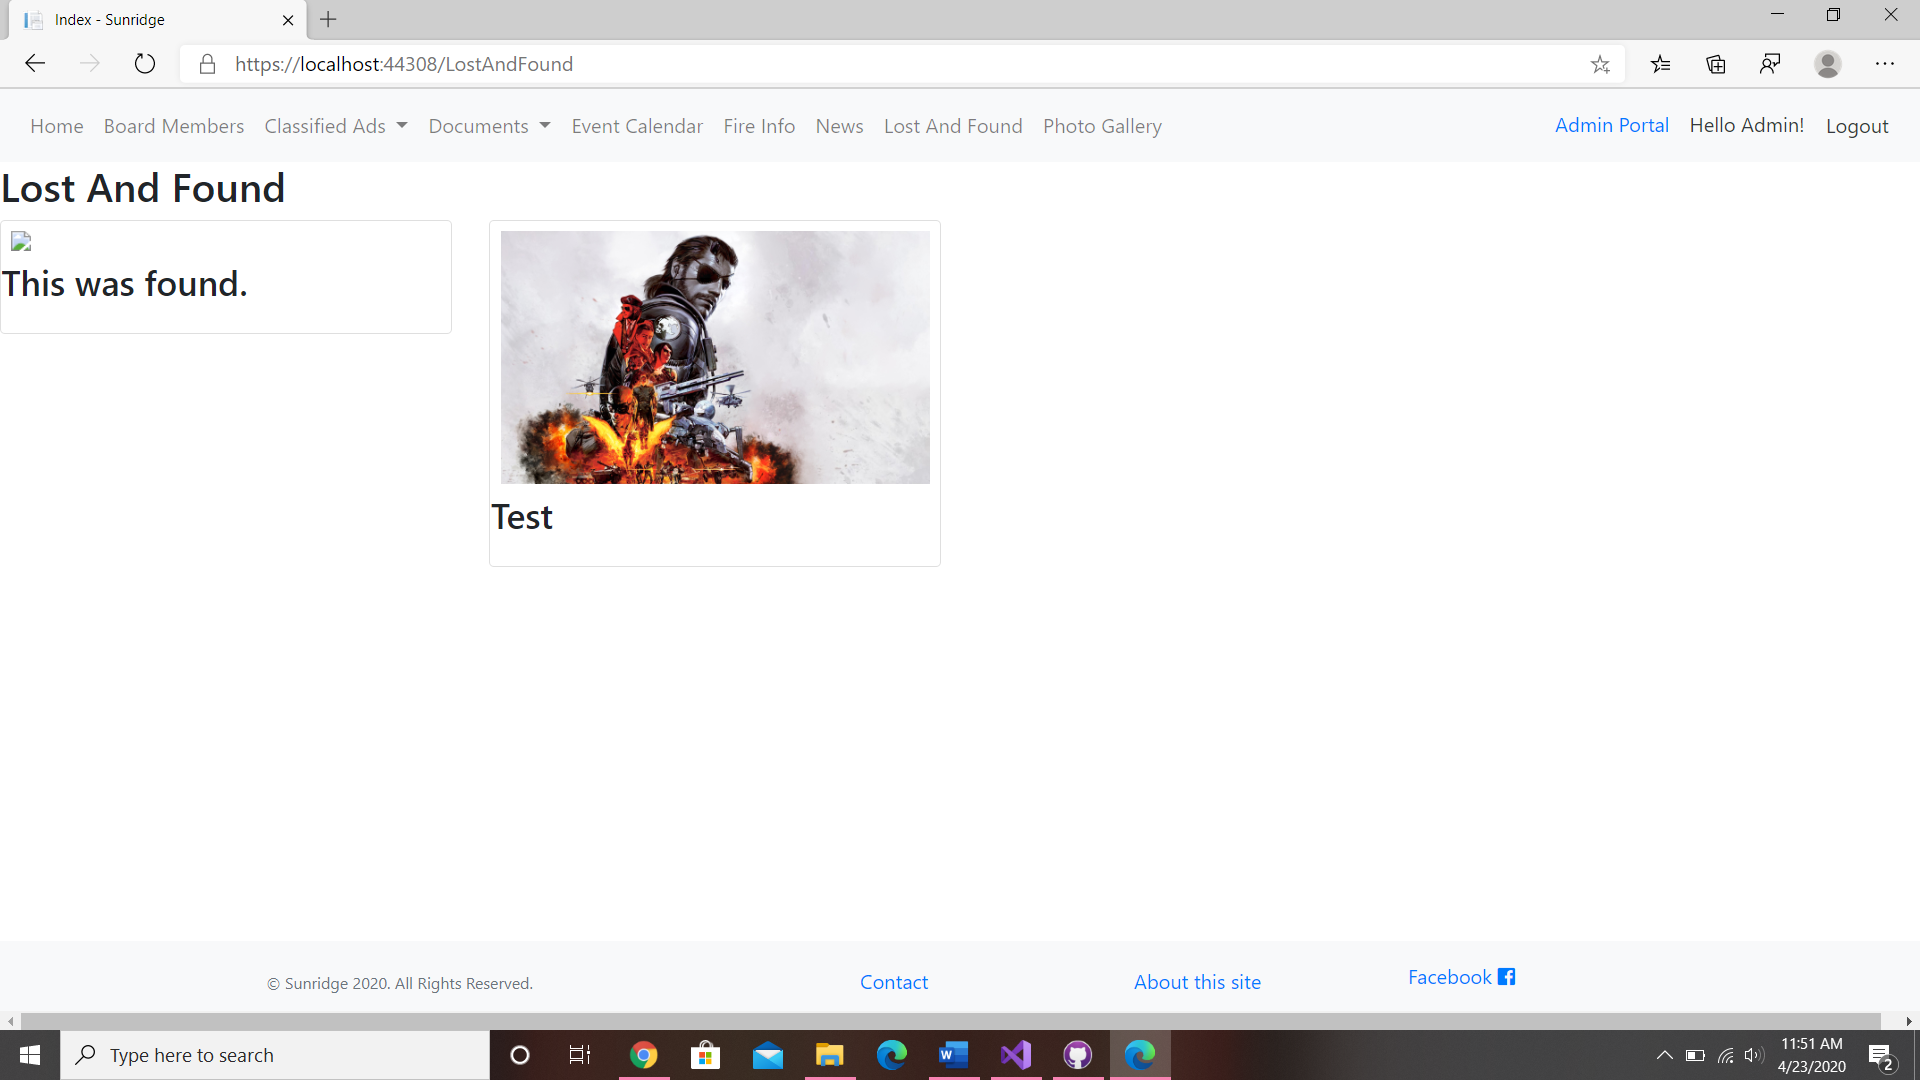 Index - Sunridge
https://localhost:44308/LostAndFound
Home Board Members Classified Ads Documents Event Calendar Fire Info News Lost And Found Photo Gallery Admin Portal Hello Admin! Logout
Lost And Found
This was found.
Test
© Sunridge 2020. All Rights Reserved. Contact About this site Facebook
Type here to search
11:51 AM
4/23/2020
2